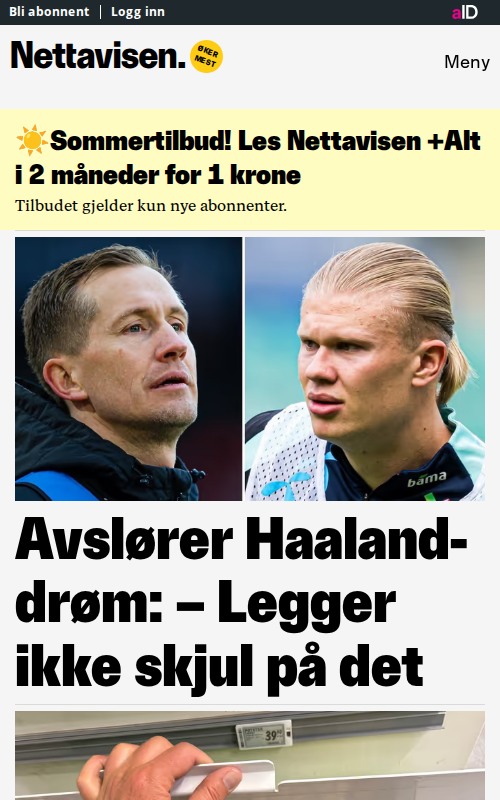 Bli abonnent | Logg inn
aID
Nettavisen.
ØKER
MEST
Meny
☀️Sommertilbud! Les Nettavisen +Alt
i 2 måneder for 1 krone
Tilbudet gjelder kun nye abonnenter.
bama
Avslører Haaland-
drøm: – Legger
ikke skjul på det
39